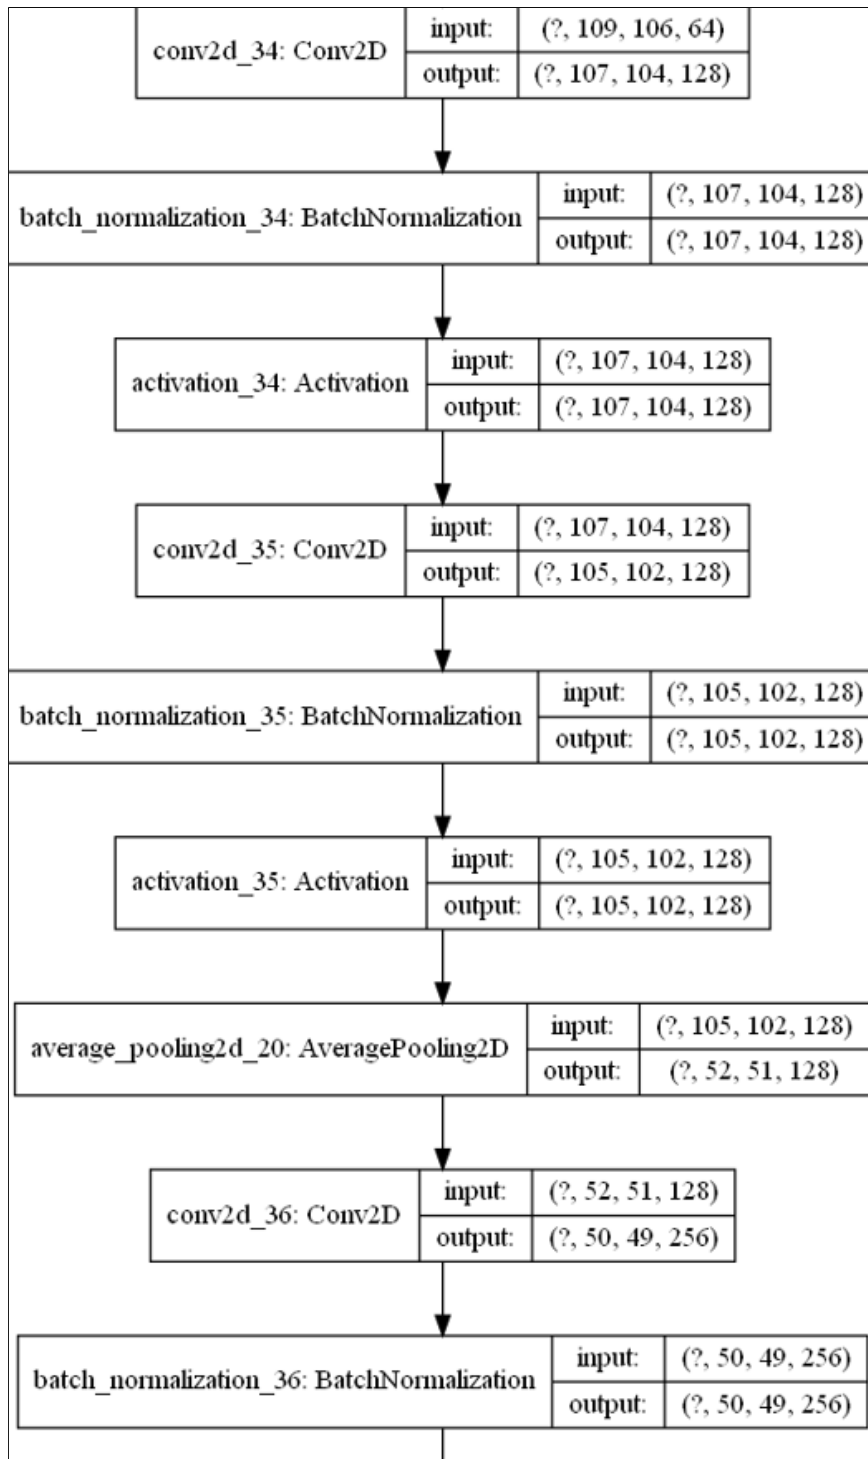 conv2d_34: Conv2D
input: (?, 109, 106, 64)
output: (?, 107, 104, 128)
batch_normalization_34: BatchNormalization
input: (?, 107, 104, 128)
output: (?, 107, 104, 128)
activation_34: Activation
input: (?, 107, 104, 128)
output: (?, 107, 104, 128)
conv2d_35: Conv2D
input: (?, 107, 104, 128)
output: (?, 105, 102, 128)
batch_normalization_35: BatchNormalization
input: (?, 105, 102, 128)
output: (?, 105, 102, 128)
activation_35: Activation
input: (?, 105, 102, 128)
output: (?, 105, 102, 128)
average_pooling2d_20: AveragePooling2D
input: (?, 105, 102, 128)
output: (?, 52, 51, 128)
conv2d_36: Conv2D
input: (?, 52, 51, 128)
output: (?, 50, 49, 256)
batch_normalization_36: BatchNormalization
input: (?, 50, 49, 256)
output: (?, 50, 49, 256)